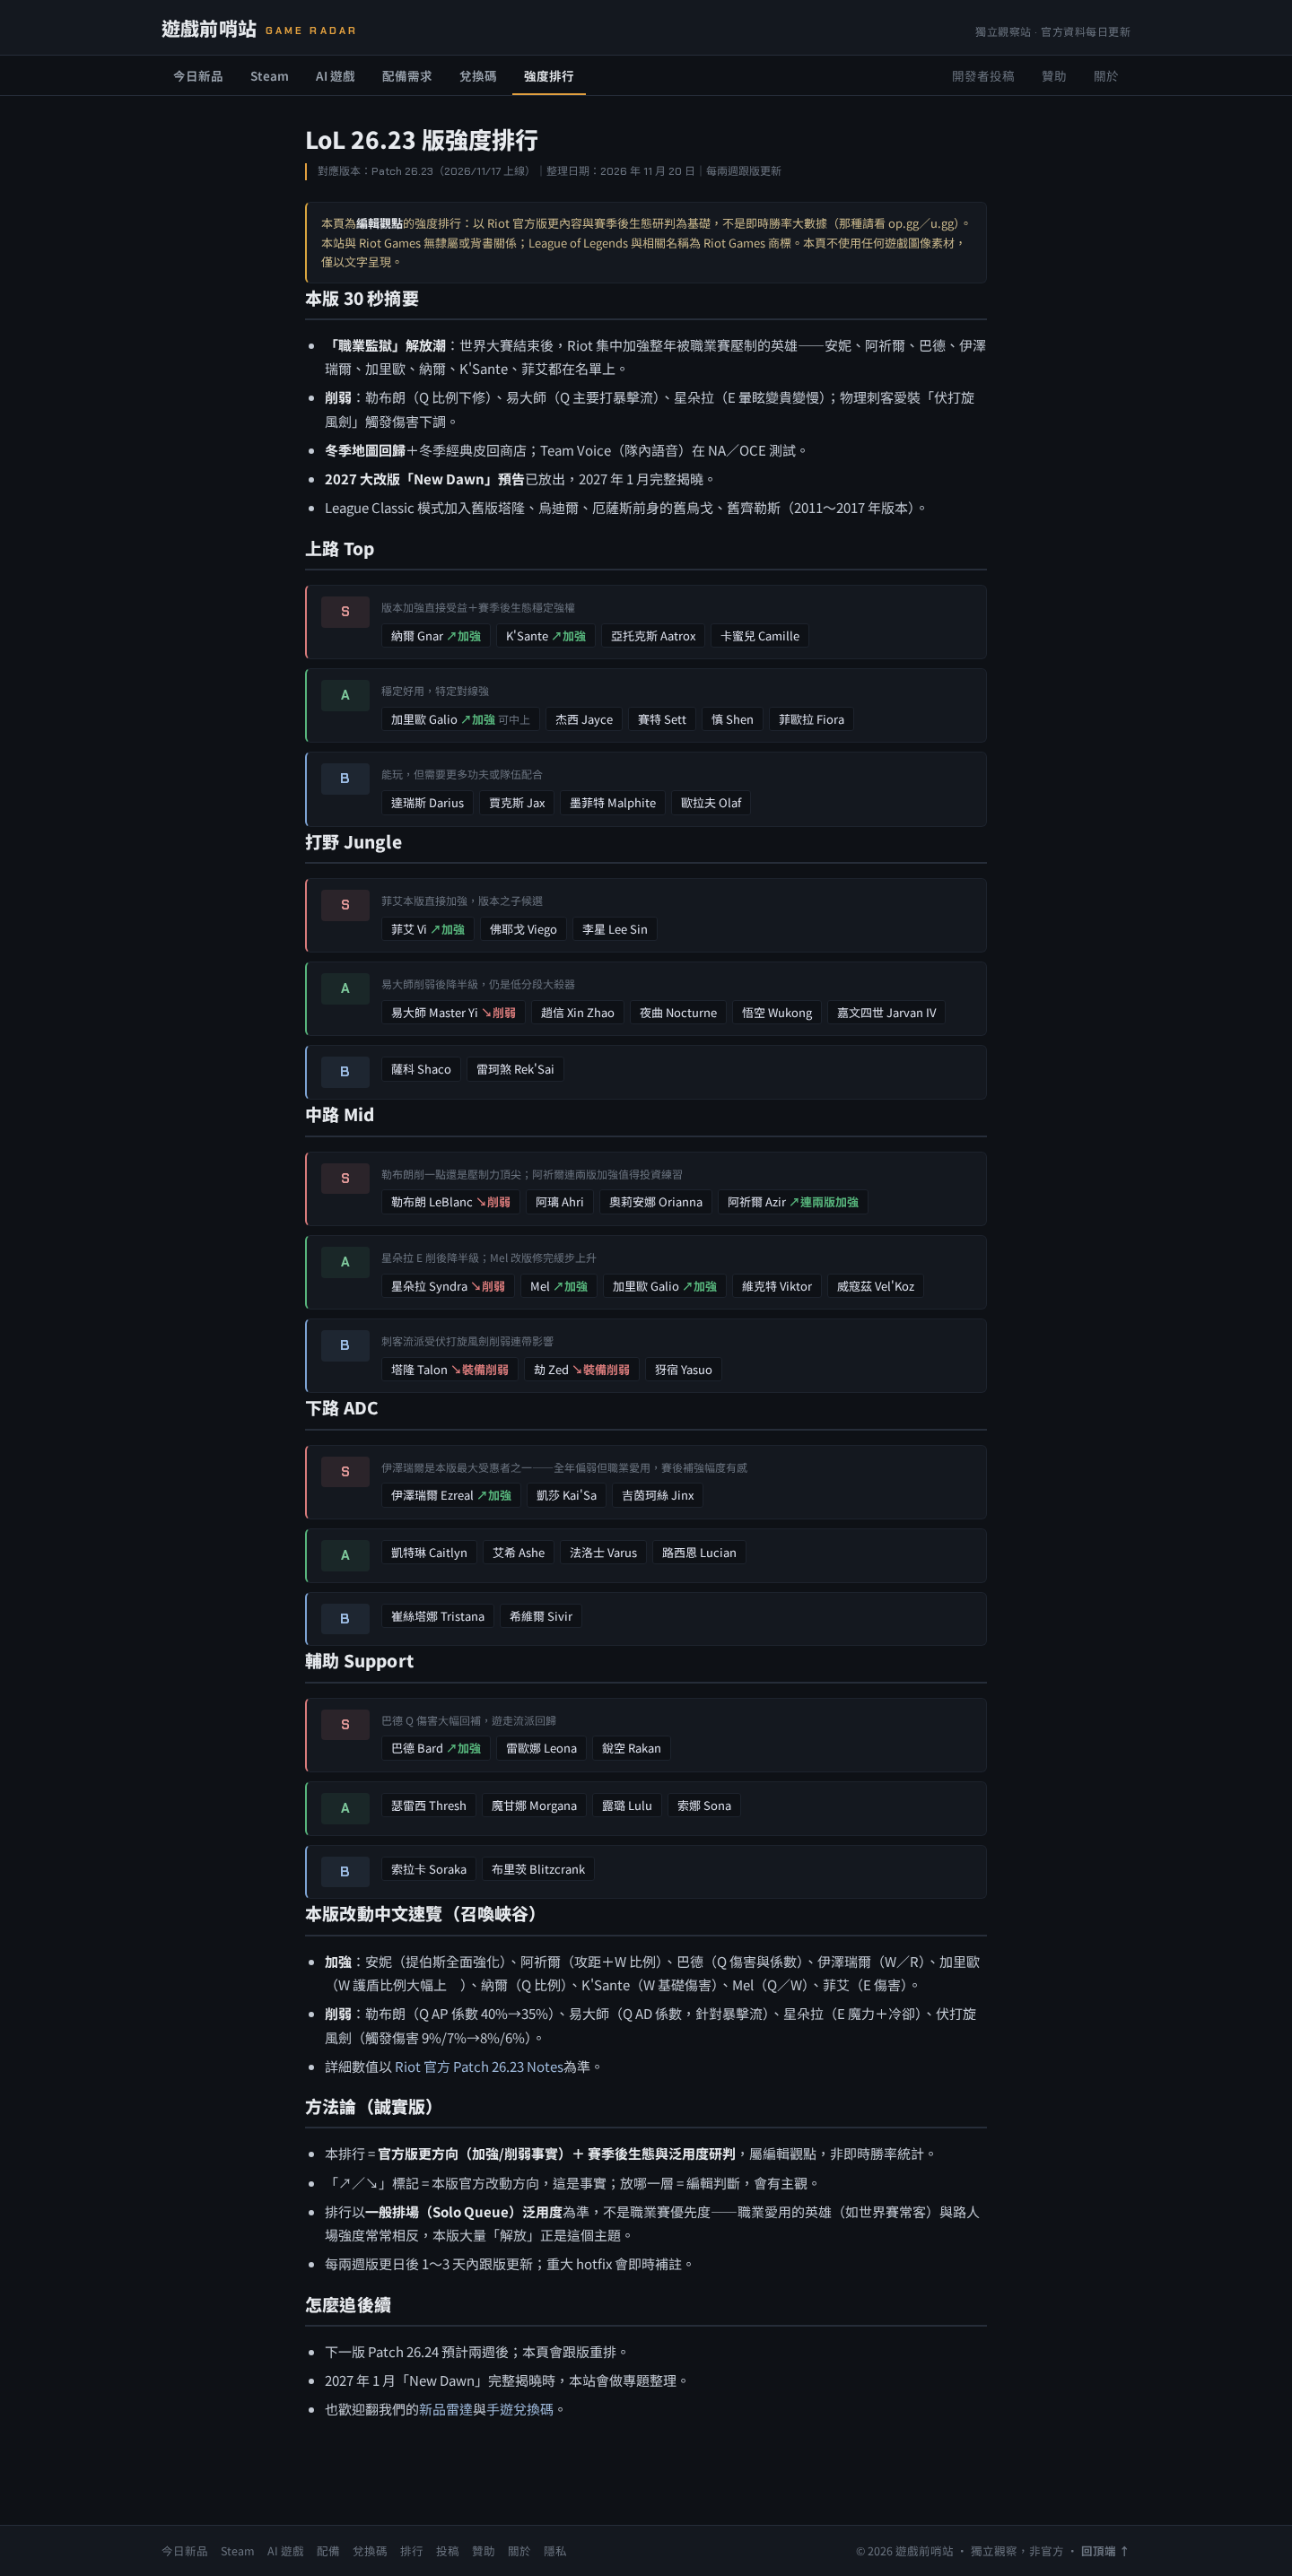 遊戲前哨站 GAME RADAR
獨立觀察站 · 官方資料每日更新
今日新品 Steam AI 遊戲 配備需求 兌換碼 強度排行 開發者投稿 贊助 關於
LoL 26.23 版強度排行
對應版本：Patch 26.23（2026/11/17 上線）｜整理日期：2026 年 11 月 20 日｜每兩週跟版更新
本頁為編輯觀點的強度排行：以 Riot 官方版更內容與賽季後生態研判為基礎，不是即時勝率大數據（那種請看 op.gg／u.gg）。
本站與 Riot Games 無隸屬或背書關係；League of Legends 與相關名稱為 Riot Games 商標。本頁不使用任何遊戲圖像素材，
僅以文字呈現。
本版 30 秒摘要
「職業監獄」解放潮：世界大賽結束後，Riot 集中加強整年被職業賽壓制的英雄——安妮、阿祈爾、巴德、伊澤
瑞爾、加里歐、納爾、K'Sante、菲艾都在名單上。
削弱：勒布朗（Q 比例下修）、易大師（Q 主要打暴擊流）、星朵拉（E 暈眩變貴變慢）；物理刺客愛裝「伏打旋
風劍」觸發傷害下調。
冬季地圖回歸＋冬季經典皮回商店；Team Voice（隊內語音）在 NA／OCE 測試。
2027 大改版「New Dawn」預告已放出，2027 年 1 月完整揭曉。
League Classic 模式加入舊版塔隆、烏迪爾、厄薩斯前身的舊烏戈、舊齊勒斯（2011～2017 年版本）。
上路 Top
S
版本加強直接受益＋賽季後生態穩定強權
納爾 Gnar ↗加強 K'Sante ↗加強 亞托克斯 Aatrox 卡蜜兒 Camille
A
穩定好用，特定對線強
加里歐 Galio ↗加強 可中上 杰西 Jayce 賽特 Sett 慎 Shen 菲歐拉 Fiora
B
能玩，但需要更多功夫或隊伍配合
達瑞斯 Darius 賈克斯 Jax 墨菲特 Malphite 歐拉夫 Olaf
打野 Jungle
S
菲艾本版直接加強，版本之子候選
菲艾 Vi ↗加強 佛耶戈 Viego 李星 Lee Sin
A
易大師削弱後降半級，仍是低分段大殺器
易大師 Master Yi ↘削弱 趙信 Xin Zhao 夜曲 Nocturne 悟空 Wukong 嘉文四世 Jarvan IV
B
薩科 Shaco 雷珂煞 Rek'Sai
中路 Mid
S
勒布朗削一點還是壓制力頂尖；阿祈爾連兩版加強值得投資練習
勒布朗 LeBlanc ↘削弱 阿璃 Ahri 奧莉安娜 Orianna 阿祈爾 Azir ↗連兩版加強
A
星朵拉 E 削後降半級；Mel 改版修完緩步上升
星朵拉 Syndra ↘削弱 Mel ↗加強 加里歐 Galio ↗加強 維克特 Viktor 威寇茲 Vel'Koz
B
刺客流派受伏打旋風劍削弱連帶影響
塔隆 Talon ↘裝備削弱 劫 Zed ↘裝備削弱 犽宿 Yasuo
下路 ADC
S
伊澤瑞爾是本版最大受惠者之一——全年偏弱但職業愛用，賽後補強幅度有感
伊澤瑞爾 Ezreal ↗加強 凱莎 Kai'Sa 吉茵珂絲 Jinx
A
凱特琳 Caitlyn 艾希 Ashe 法洛士 Varus 路西恩 Lucian
B
崔絲塔娜 Tristana 希維爾 Sivir
輔助 Support
S
巴德 Q 傷害大幅回補，遊走流派回歸
巴德 Bard ↗加強 雷歐娜 Leona 銳空 Rakan
A
瑟雷西 Thresh 魔甘娜 Morgana 露璐 Lulu 索娜 Sona
B
索拉卡 Soraka 布里茨 Blitzcrank
本版改動中文速覽（召喚峽谷）
加強：安妮（提伯斯全面強化）、阿祈爾（攻距＋W 比例）、巴德（Q 傷害與係數）、伊澤瑞爾（W／R）、加里歐
（W 護盾比例大幅上 ）、納爾（Q 比例）、K'Sante（W 基礎傷害）、Mel（Q／W）、菲艾（E 傷害）。
削弱：勒布朗（Q AP 係數 40%→35%）、易大師（Q AD 係數，針對暴擊流）、星朵拉（E 魔力＋冷卻）、伏打旋
風劍（觸發傷害 9%/7%→8%/6%）。
詳細數值以 Riot 官方 Patch 26.23 Notes為準。
方法論（誠實版）
本排行 = 官方版更方向（加強/削弱事實）＋ 賽季後生態與泛用度研判，屬編輯觀點，非即時勝率統計。
「↗／↘」標記 = 本版官方改動方向，這是事實；放哪一層 = 編輯判斷，會有主觀。
排行以一般排場（Solo Queue）泛用度為準，不是職業賽優先度——職業愛用的英雄（如世界賽常客）與路人
場強度常常相反，本版大量「解放」正是這個主題。
每兩週版更日後 1～3 天內跟版更新；重大 hotfix 會即時補註。
怎麼追後續
下一版 Patch 26.24 預計兩週後；本頁會跟版重排。
2027 年 1 月「New Dawn」完整揭曉時，本站會做專題整理。
也歡迎翻我們的新品雷達與手遊兌換碼。
今日新品 Steam AI 遊戲 配備 兌換碼 排行 投稿 贊助 關於 隱私
© 2026 遊戲前哨站 · 獨立觀察，非官方 · 回頂端 ↑